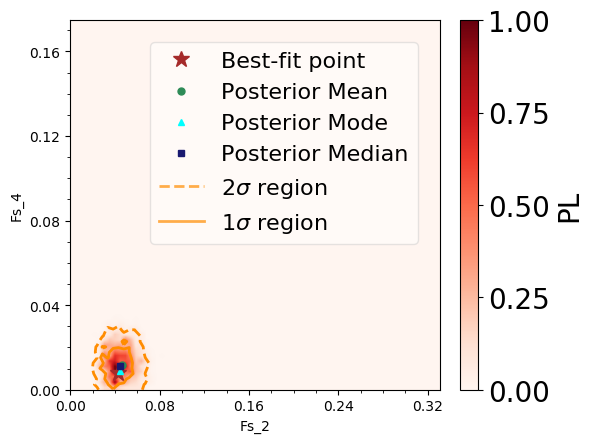 Best-fit point
Posterior Mean
Posterior Mode
Posterior Median
2σ region
1σ region
0.16
0.12
0.08
0.04
0.00
Fs_4
0.00 0.08 0.16 0.24 0.32
Fs_2
1.00
0.75
0.50
0.25
0.00
PL